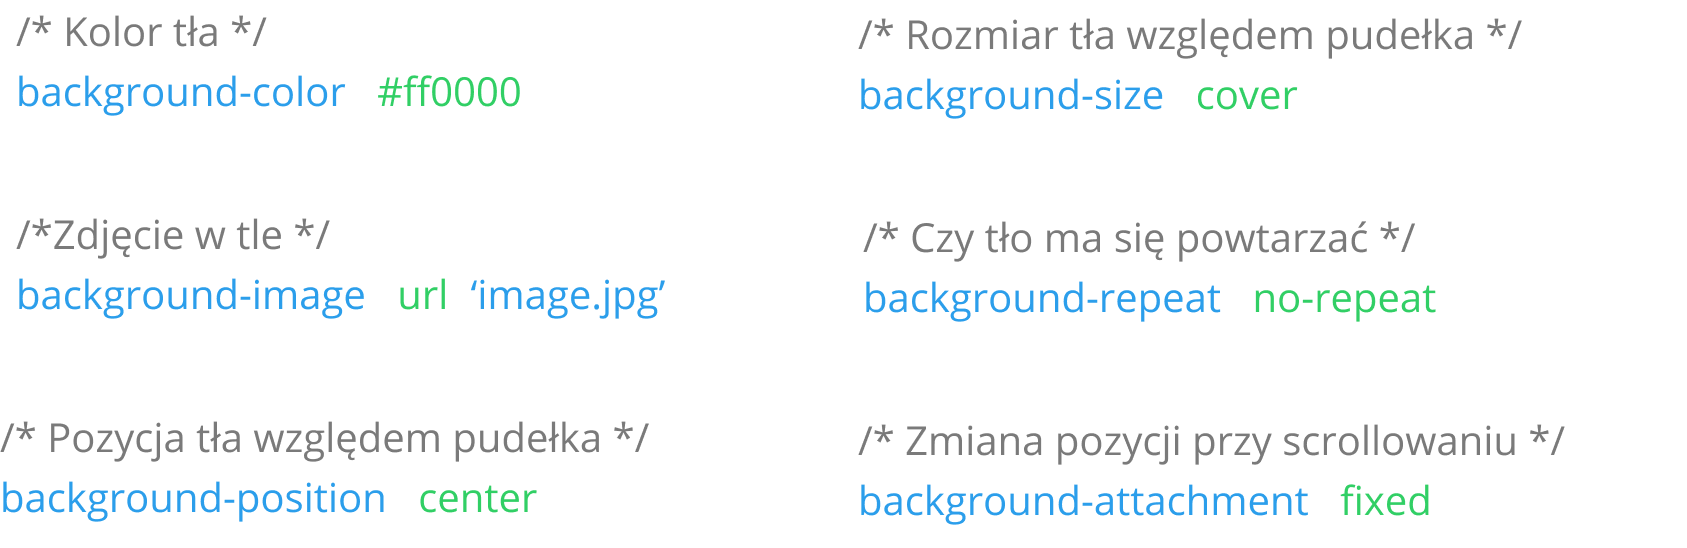 /* Kolor tła */
background-color #ff0000
/*Zdjęcie w tle */
background-image url ‘image.jpg’
/* Pozycja tła względem pudełka */
background-position center
/* Rozmiar tła względem pudełka */
background-size cover
/* Czy tło ma się powtarzać */
background-repeat no-repeat
/* Zmiana pozycji przy scrollowaniu */
background-attachment fixed